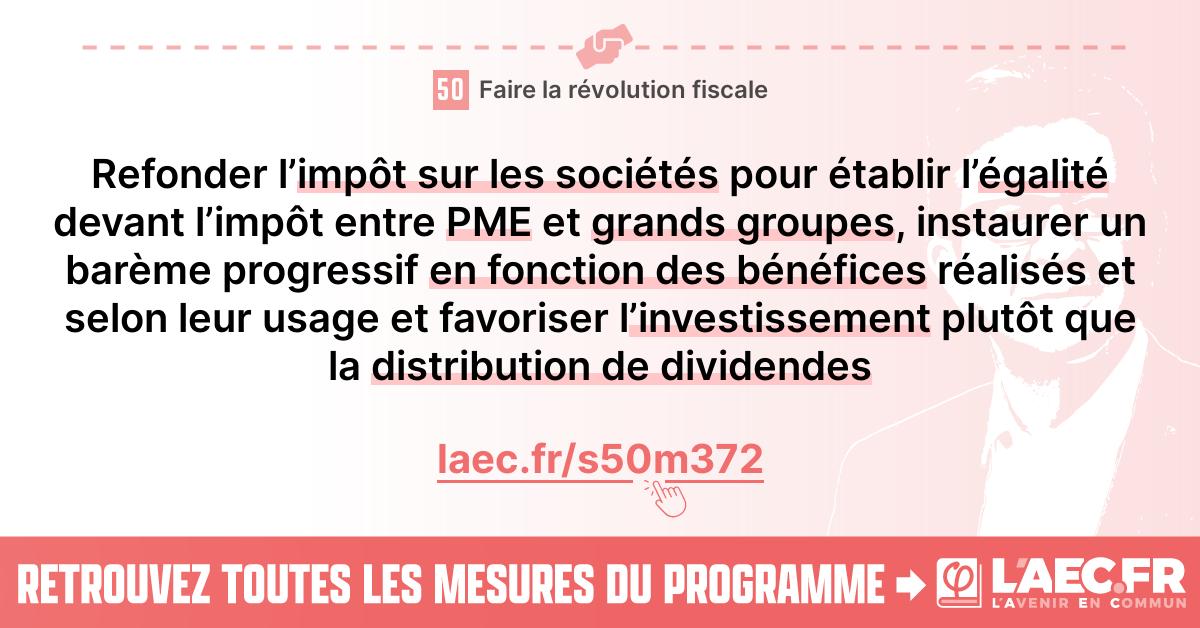 50 Faire la révolution fiscale
Refonder l’impôt sur les sociétés pour établir l’égalité
devant l’impôt entre PME et grands groupes, instaurer un
barème progressif en fonction des bénéfices réalisés et
selon leur usage et favoriser l’investissement plutôt que
la distribution de dividendes
laec.fr/s50m372
RETROUVEZ TOUTES LES MESURES DU PROGRAMME
L'AEC.FR
L'AVENIR EN COMMUN